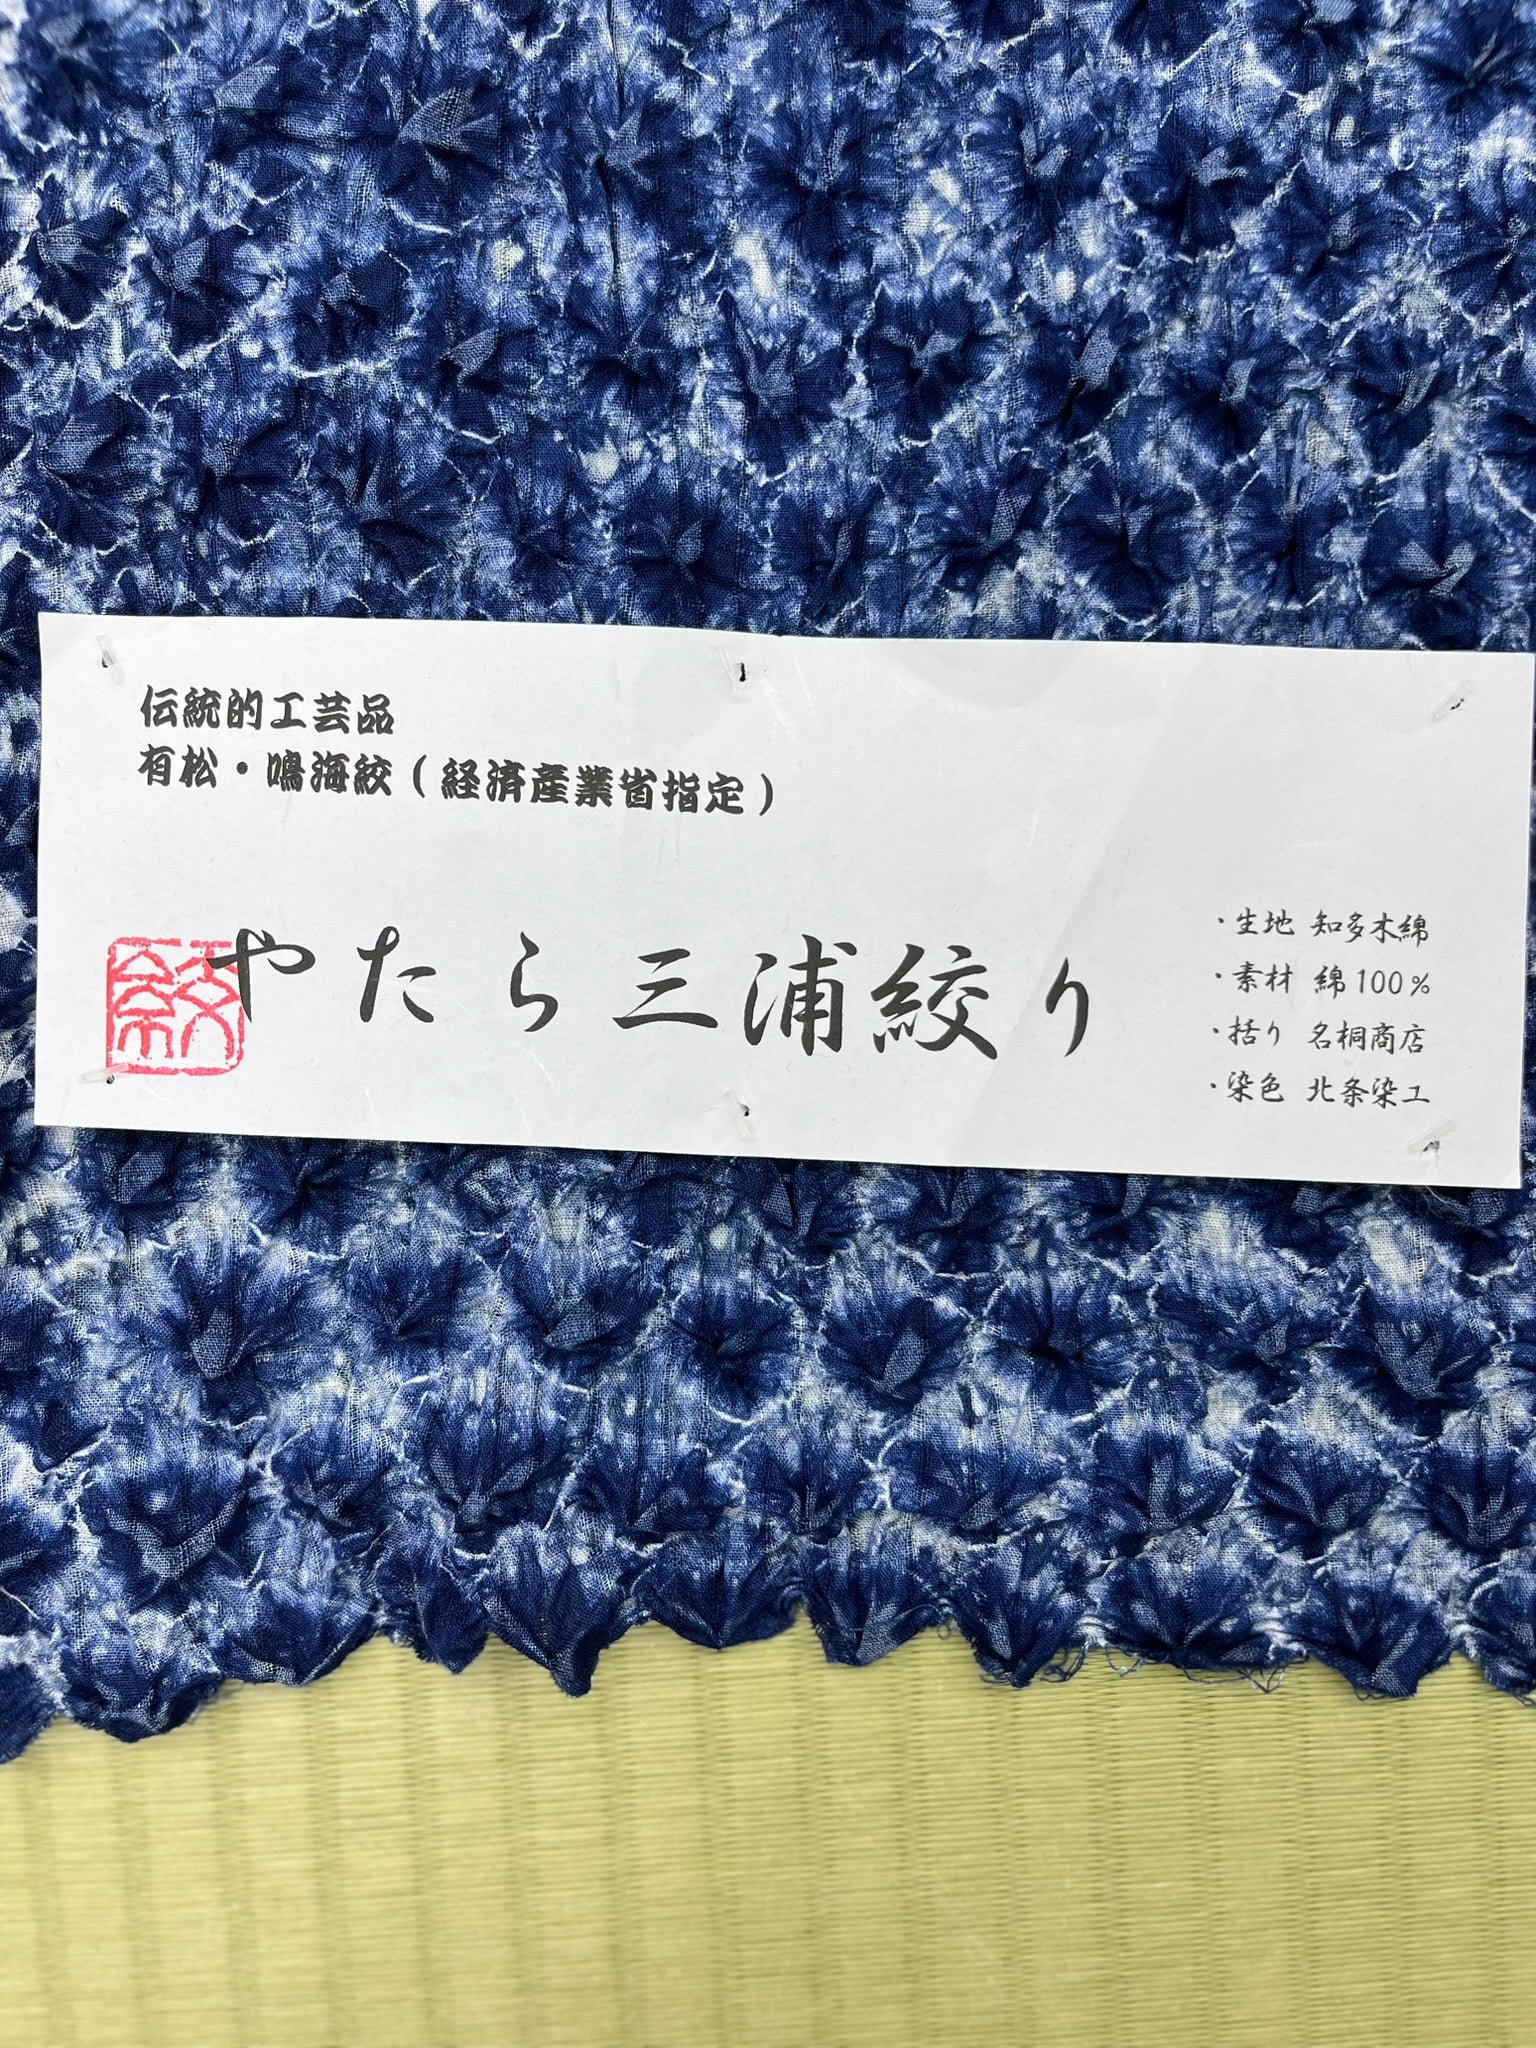 伝統的工芸品
有松・鳴海絞（経済産業省指定）
絞
やたら三浦絞り
・生地 知多木綿
・素材 綿100%
・括り 名桐商店
・染色 北条染工